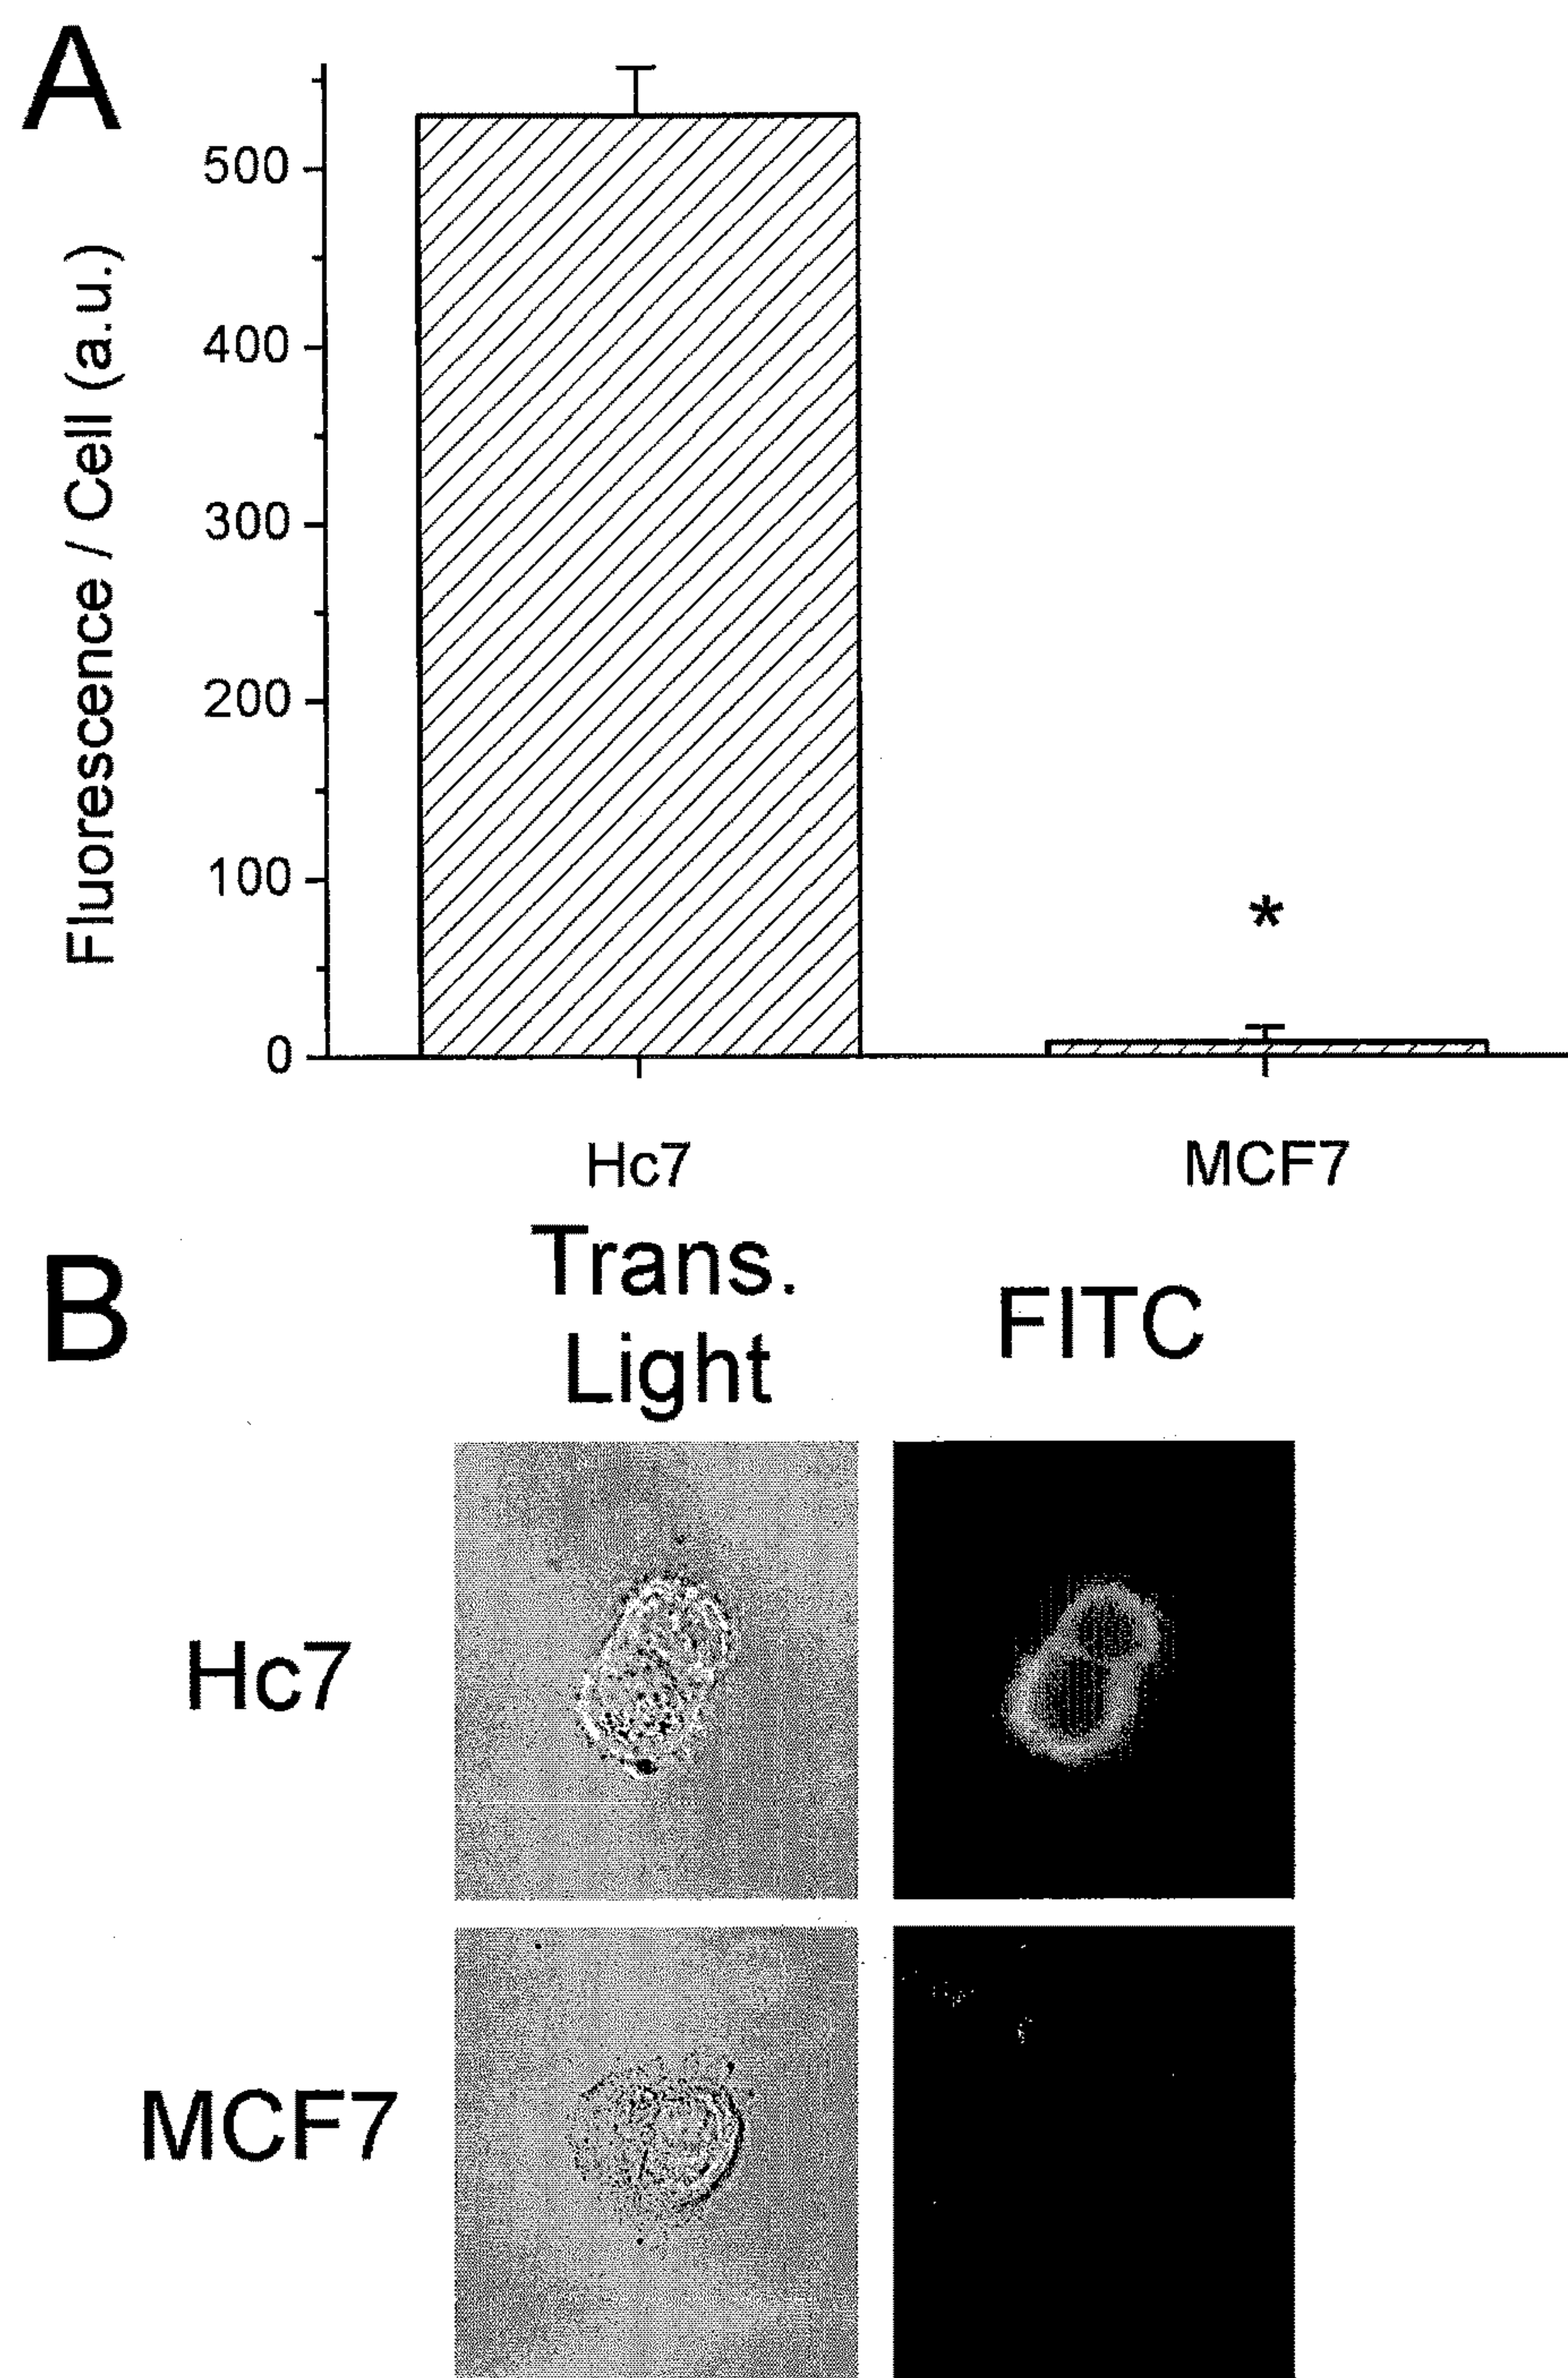 A
Fluorescence / Cell (a.u.)
500
400
300
200
100
0
*
Hc7
MCF7
B
Trans.
Light
FITC
Hc7
MCF7